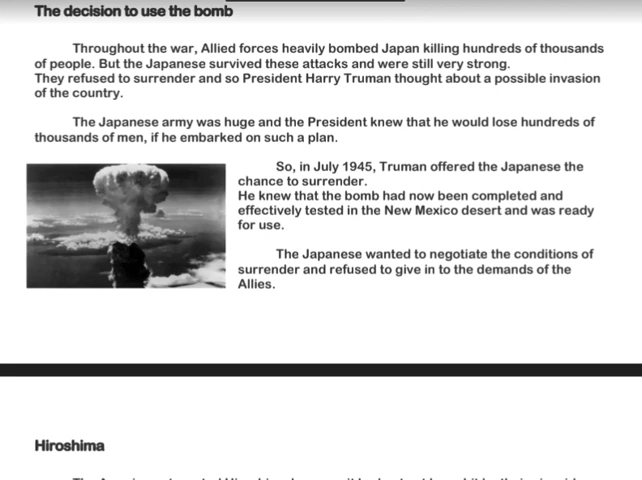 The decision to use the bomb
Throughout the war, Allied forces heavily bombed Japan killing hundreds of thousands
of people. But the Japanese survived these attacks and were still very strong.
They refused to surrender and so President Harry Truman thought about a possible invasion
of the country.
The Japanese army was huge and the President knew that he would lose hundreds of
thousands of men, if he embarked on such a plan.
So, in July 1945, Truman offered the Japanese the
chance to surrender.
He knew that the bomb had now been completed and
effectively tested in the New Mexico desert and was ready
for use.
The Japanese wanted to negotiate the conditions of
surrender and refused to give in to the demands of the
Allies.
Hiroshima